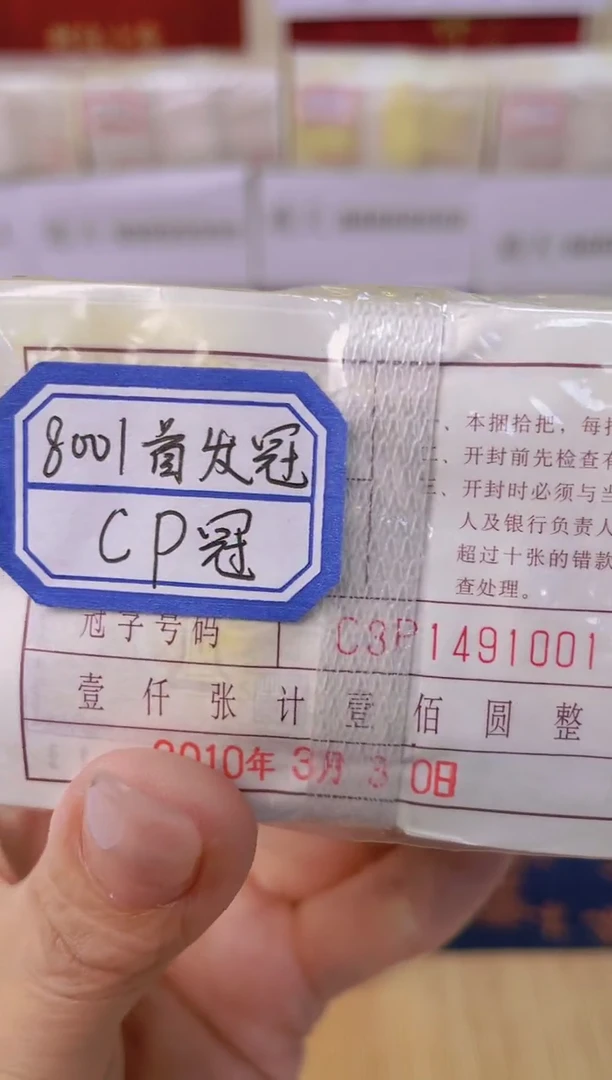 8001首发冠
CP冠
、本捆拾把，每
、开封前先检查
、开封时必须与当
人及银行负责人
超过十张的错款
查处理。
冠字号码
C3P1491001
壹仟张计壹佰圆整
2010年3月30日